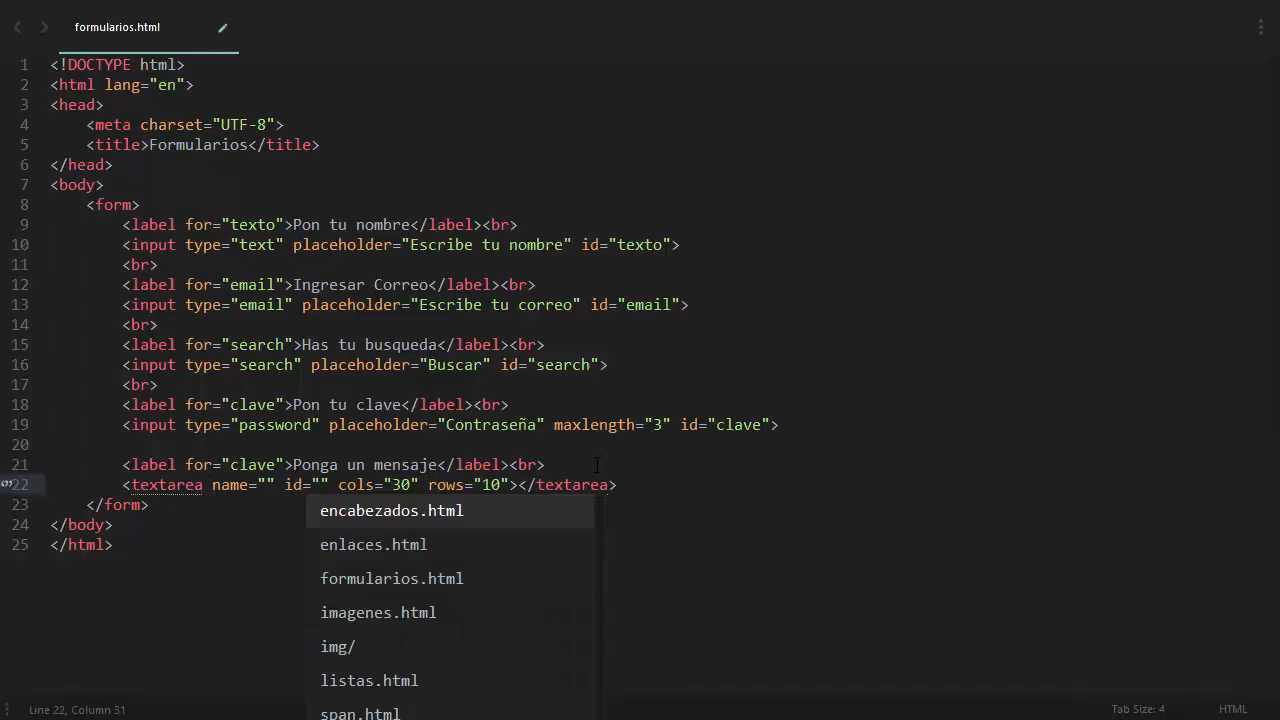 formularios.html
1 <!DOCTYPE html>
2 <html lang="en">
3 <head>
4 <meta charset="UTF-8">
5 <title>Formularios</title>
6 </head>
7 <body>
8 <form>
9 <label for="texto">Pon tu nombre</label><br>
10 <input type="text" placeholder="Escribe tu nombre" id="texto">
11 <br>
12 <label for="email">Ingresar Correo</label><br>
13 <input type="email" placeholder="Escribe tu correo" id="email">
14 <br>
15 <label for="search">Has tu busqueda</label><br>
16 <input type="search" placeholder="Buscar" id="search">
17 <br>
18 <label for="clave">Pon tu clave</label><br>
19 <input type="password" placeholder="Contraseña" maxlength="3" id="clave">
20
21 <label for="clave">Ponga un mensaje</label><br>
22 <textarea name="" id="" cols="30" rows="10"></textarea>
23 </form>
24 </body>
25 </html>
encabezados.html
enlaces.html
formularios.html
imagenes.html
img/
listas.html
span.html
Line 22, Column 31
Tab Size: 4
HTML